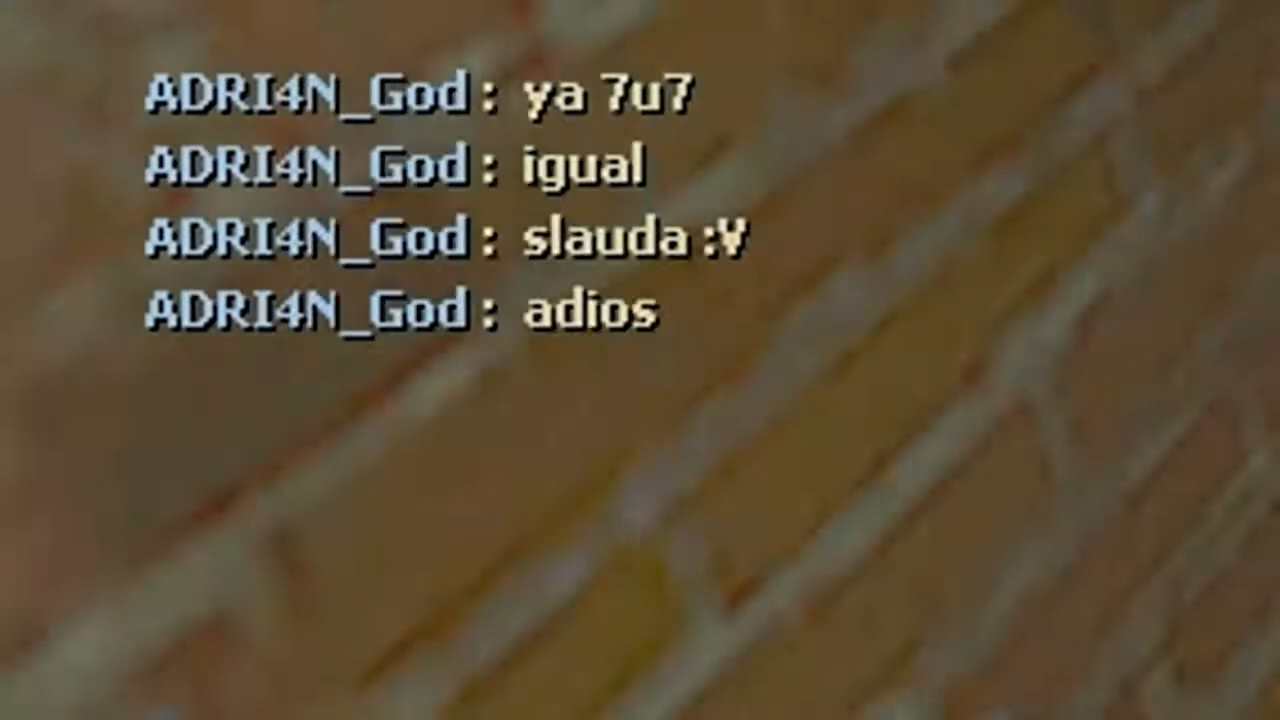 ADRI4N_God : ya 7u7
ADRI4N_God : igual
ADRI4N_God : slauda :V
ADRI4N_God : adios